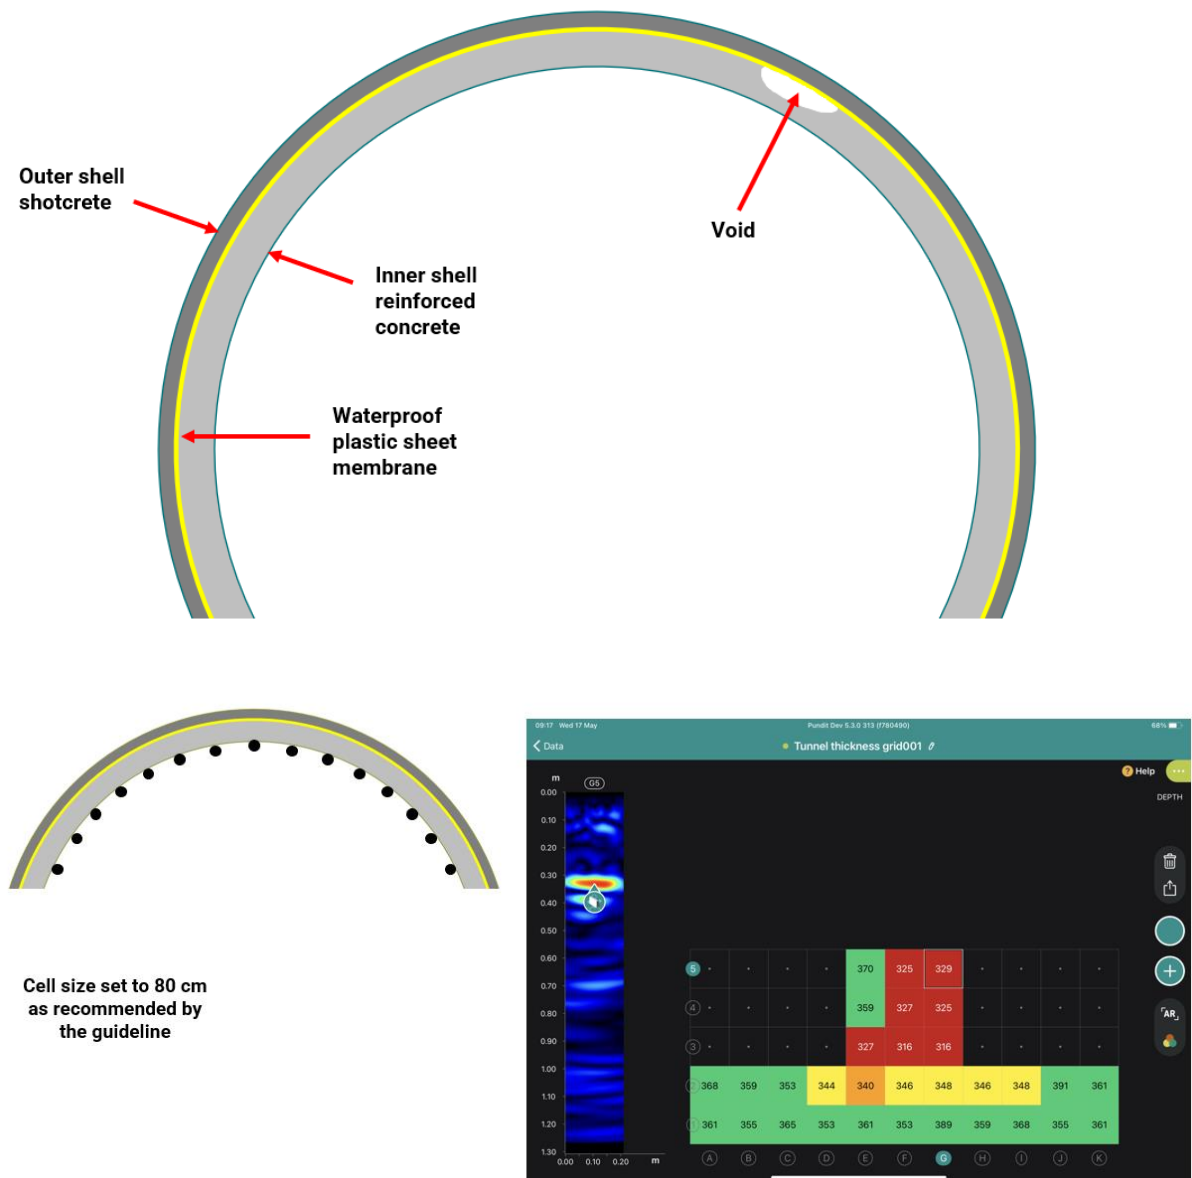 Outer shell
shotcrete
Void
Inner shell
reinforced
concrete
Waterproof
plastic sheet
membrane
Cell size set to 80 cm
as recommended by
the guideline
09:17 Wed 17 May
Pundit Dev 5.3.0 313 (f780490)
68%
Data
Tunnel thickness grid001
? Help
DEPTH
m
G5
0.00
0.10
0.20
0.30
0.40
0.50
0.60
0.70
0.80
0.90
1.00
1.10
1.20
1.30
0.00 0.10 0.20 m
5 370 325 329
4 359 327 325
3 327 316 316
2 368 359 353 344 340 346 348 346 348 391 361
1 361 355 365 353 361 353 389 359 368 355 361
A B C D E F G H I J K
AR